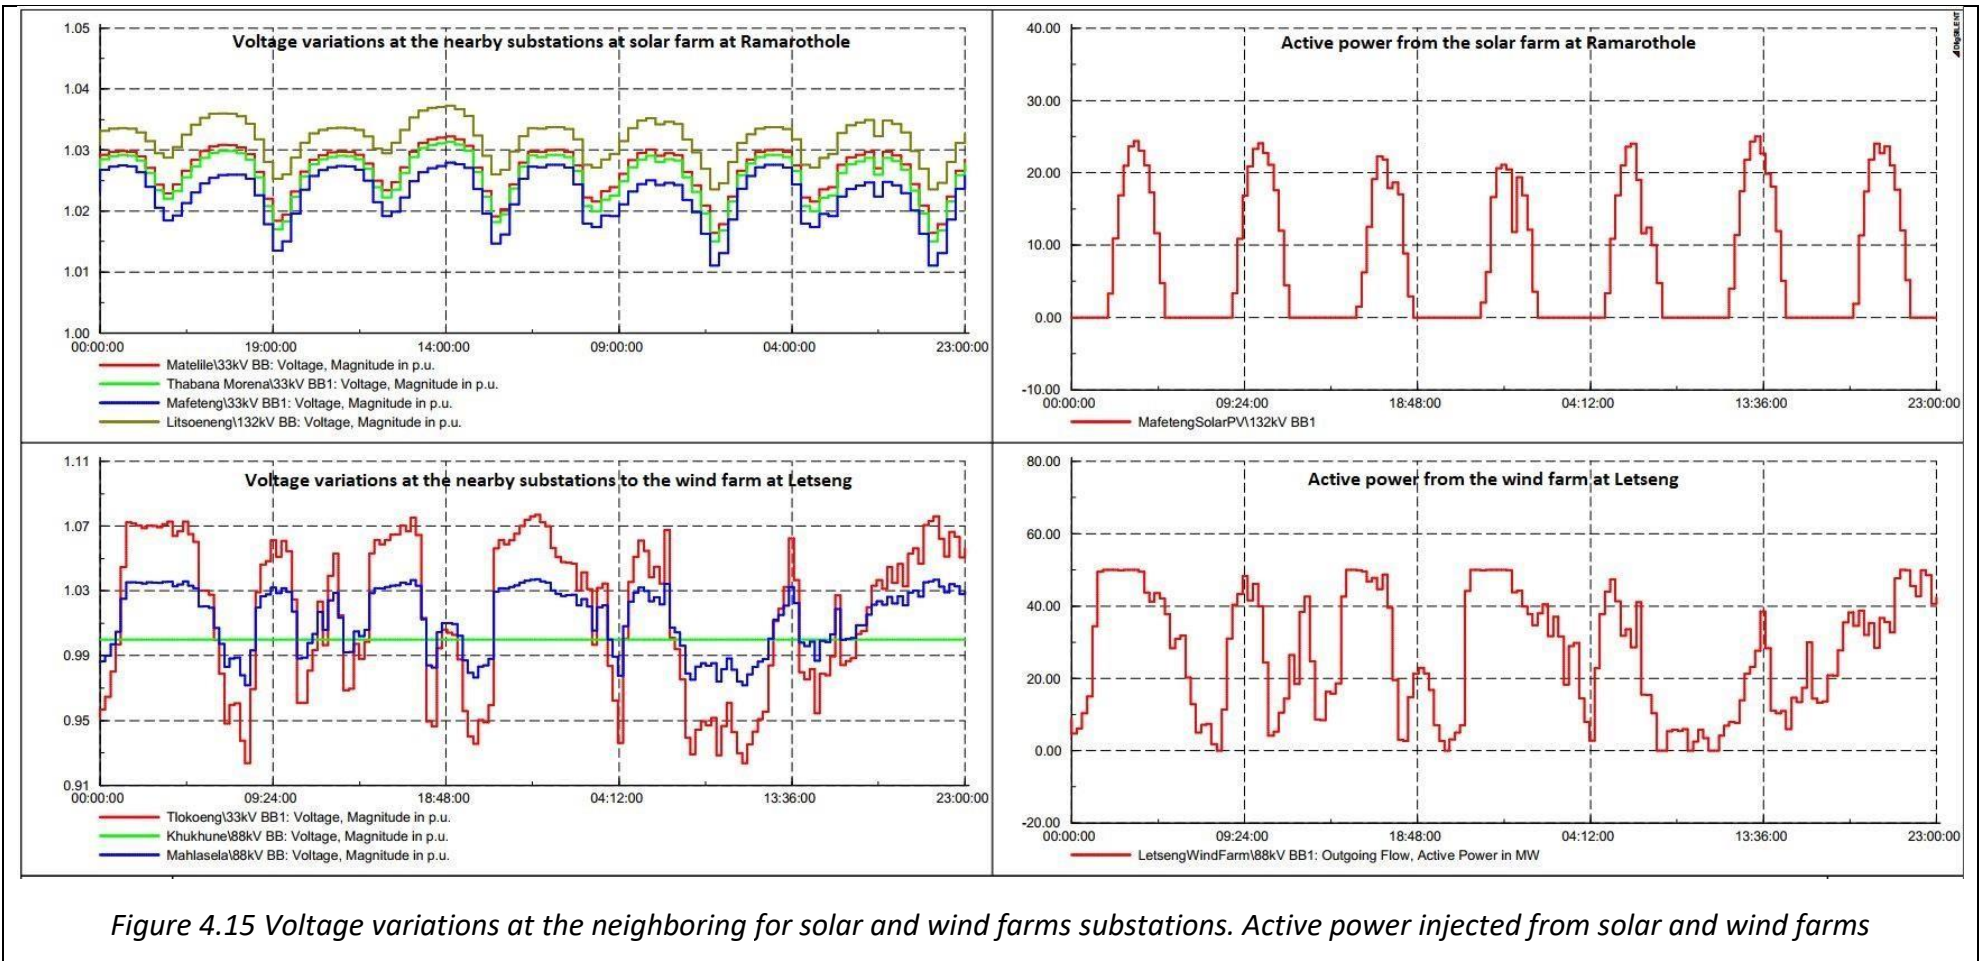 Voltage variations at the nearby substations at solar farm at Ramarothole
1.05
1.04
1.03
1.02
1.01
1.00
00:00:00 19:00:00 14:00:00 09:00:00 04:00:00 23:00:00
Matelile\33kV BB: Voltage, Magnitude in p.u.
Thabana Morena\33kV BB1: Voltage, Magnitude in p.u.
Mafeteng\33kV BB1: Voltage, Magnitude in p.u.
Litsoeneng\132kV BB: Voltage, Magnitude in p.u.
Active power from the solar farm at Ramarothole
DIgSILENT
40.00
30.00
20.00
10.00
0.00
-10.00
00:00:00 09:24:00 18:48:00 04:12:00 13:36:00 23:00:00
MafetengSolarPV\132kV BB1
Voltage variations at the nearby substations to the wind farm at Letseng
1.11
1.07
1.03
0.99
0.95
0.91
00:00:00 09:24:00 18:48:00 04:12:00 13:36:00 23:00:00
Tlokoeng\33kV BB1: Voltage, Magnitude in p.u.
Khukhune\88kV BB: Voltage, Magnitude in p.u.
Mahlasela\88kV BB: Voltage, Magnitude in p.u.
Active power from the wind farm at Letseng
80.00
60.00
40.00
20.00
0.00
-20.00
00:00:00 09:24:00 18:48:00 04:12:00 13:36:00 23:00:00
LetsengWindFarm\88kV BB1: Outgoing Flow, Active Power in MW
Figure 4.15 Voltage variations at the neighboring for solar and wind farms substations. Active power injected from solar and wind farms